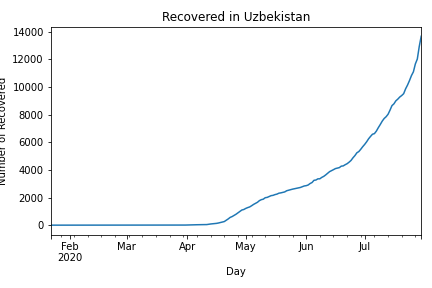 Recovered in Uzbekistan
Number of Recovered
14000
12000
10000
8000
6000
4000
2000
0
Feb Mar Apr May Jun Jul
2020
Day